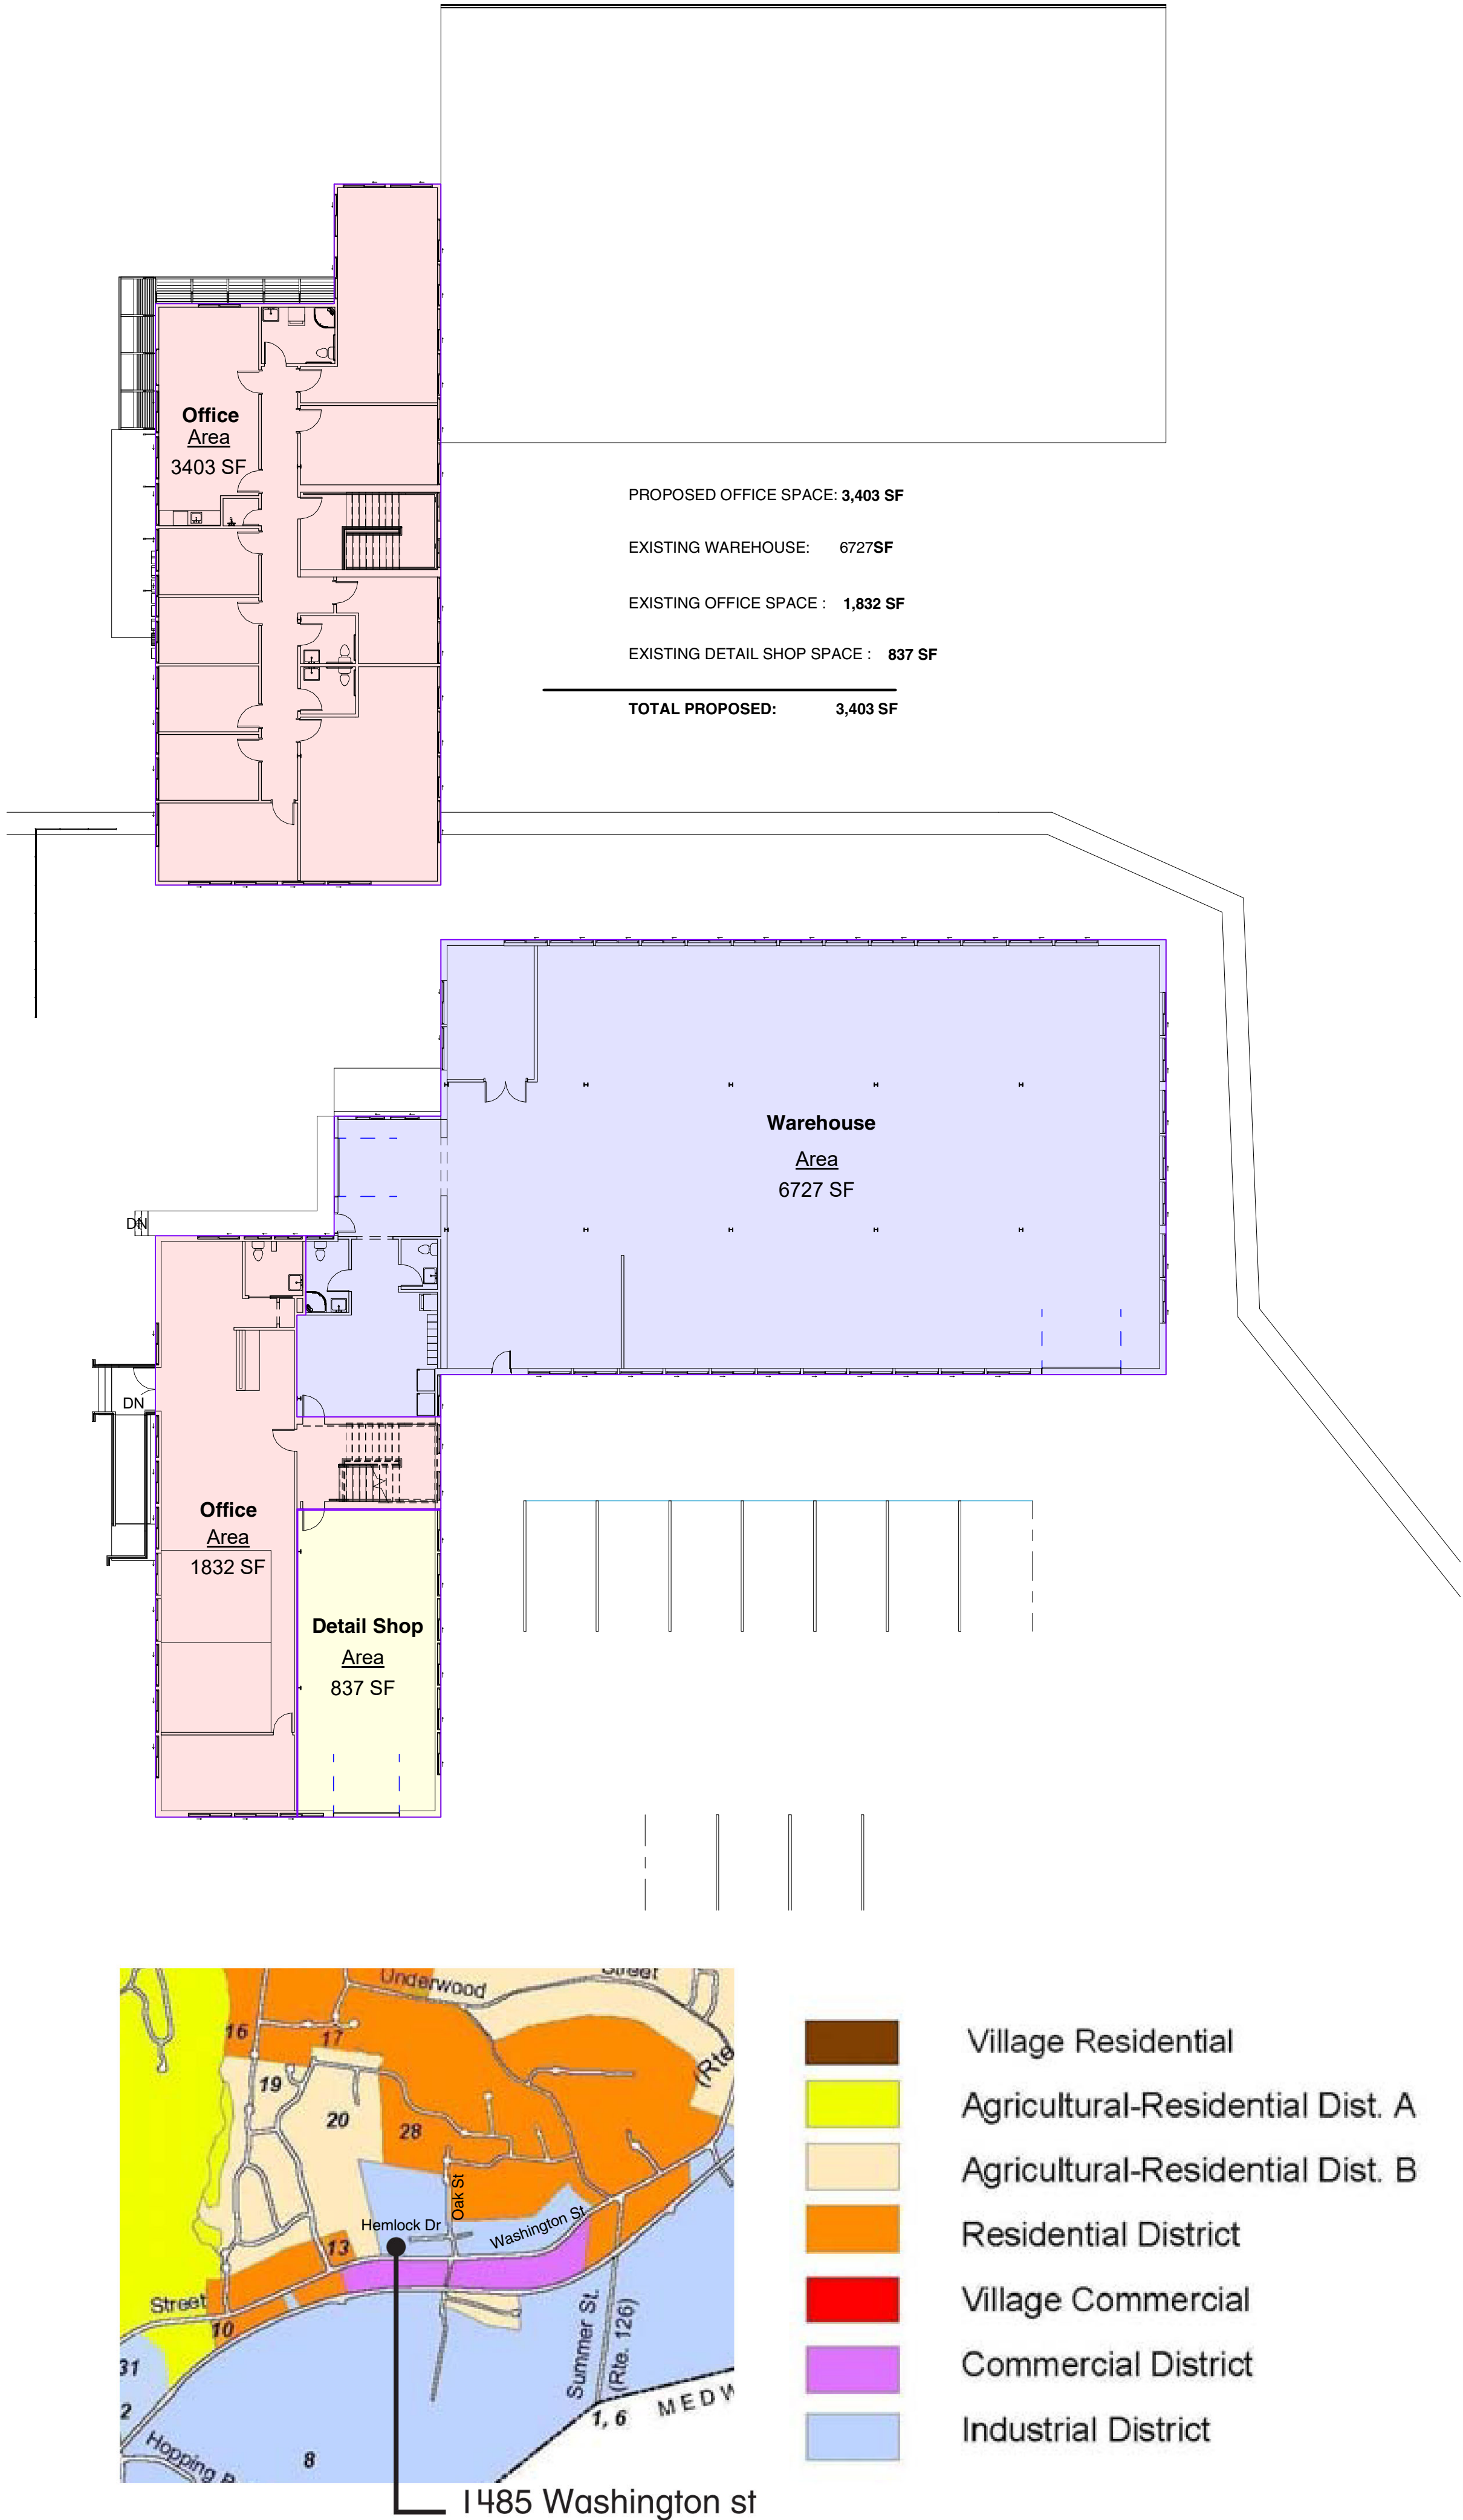 Office
Area
3403 SF
PROPOSED OFFICE SPACE: 3,403 SF
EXISTING WAREHOUSE: 6727SF
EXISTING OFFICE SPACE : 1,832 SF
EXISTING DETAIL SHOP SPACE : 837 SF
TOTAL PROPOSED: 3,403 SF
Warehouse
Area
6727 SF
DN
DN
Office
Area
1832 SF
Detail Shop
Area
837 SF
Underwood
Street
16
17
(Rte
19
20
28
Oak St
Hemlock Dr
Washington St
13
Street
10
31
2
Summer St.
(Rte. 126)
MEDW
1, 6
Hopping
8
1485 Washington st
Village Residential
Agricultural-Residential Dist. A
Agricultural-Residential Dist. B
Residential District
Village Commercial
Commercial District
Industrial District